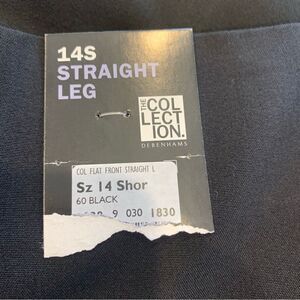 14S
STRAIGHT
LEG
THE
COL
LECT
ION.
DEBENHAMS
COL FLAT FRONT STRAIGHT L
Sz 14 Shor
60 BLACK
9 030 1830